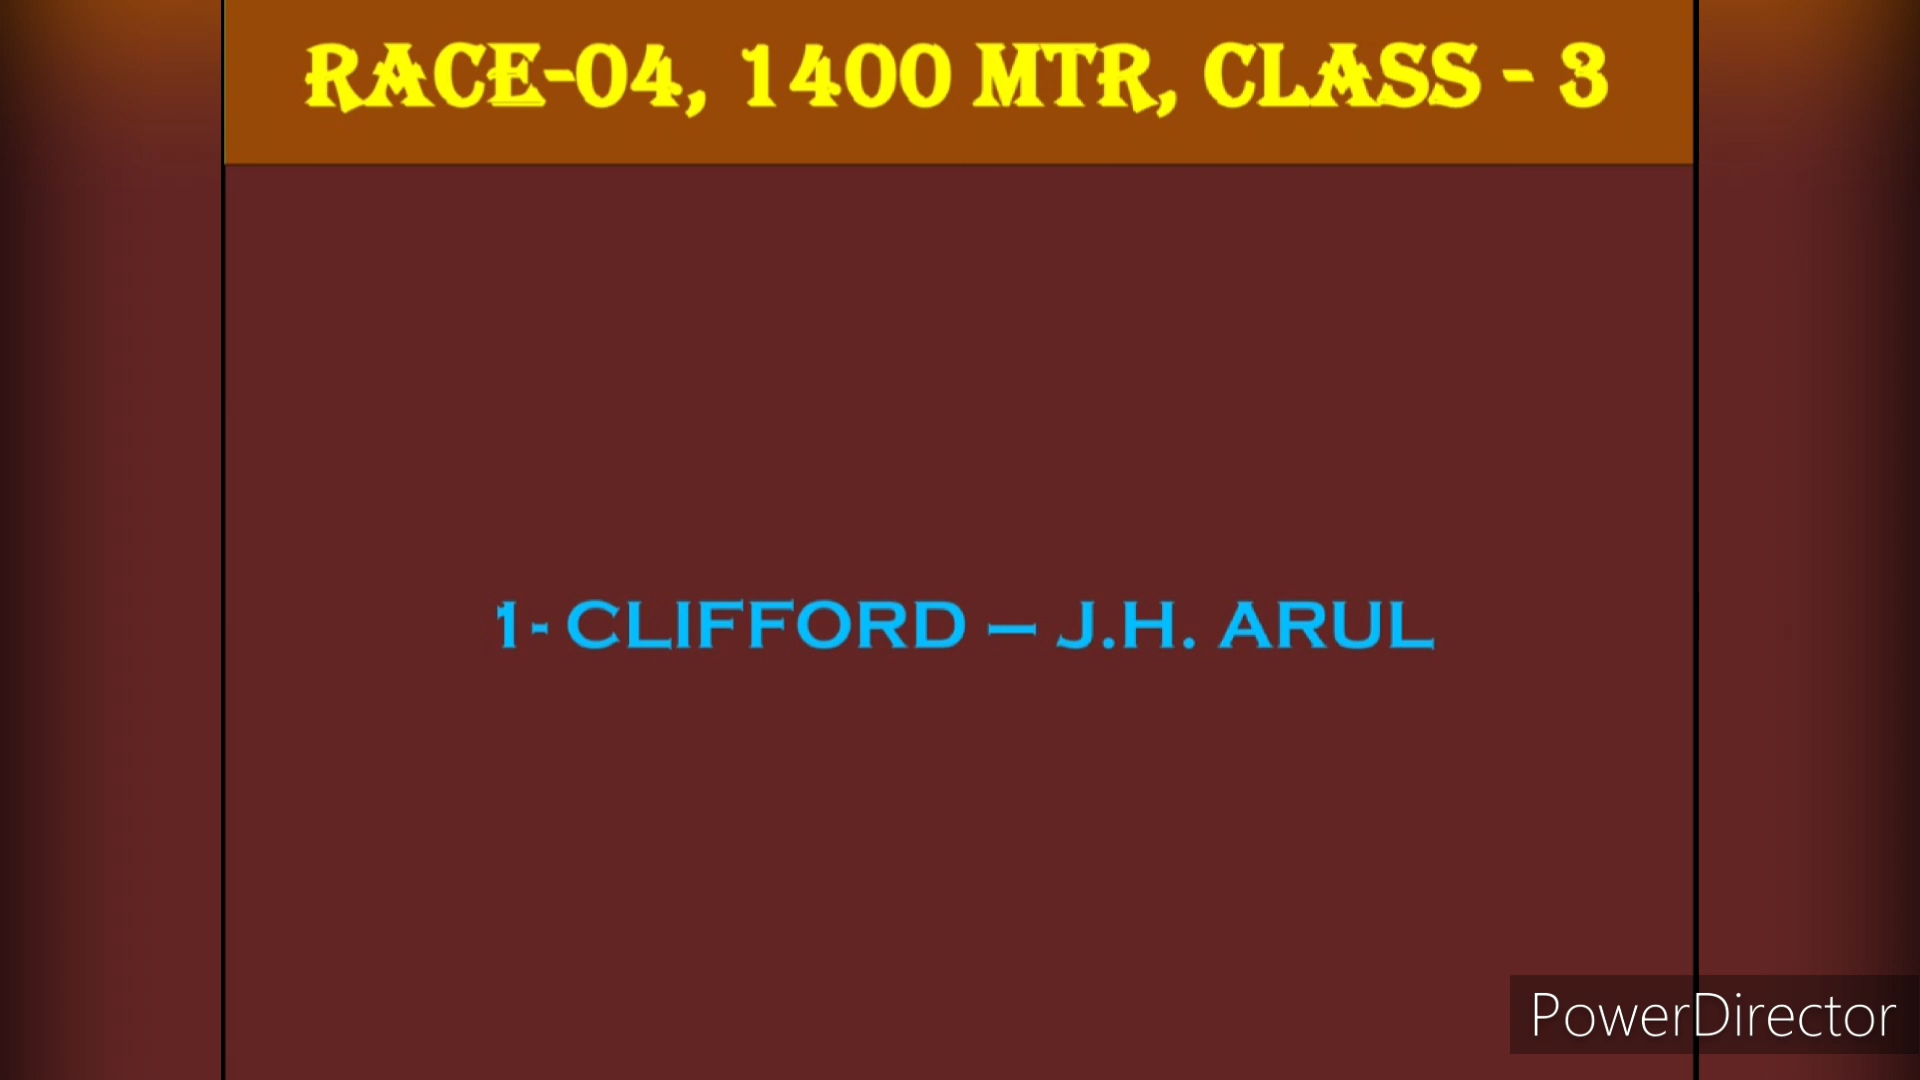 RACE-04, 1400 MTR, CLASS - 3
1- CLIFFORD – J.H. ARUL
PowerDirector